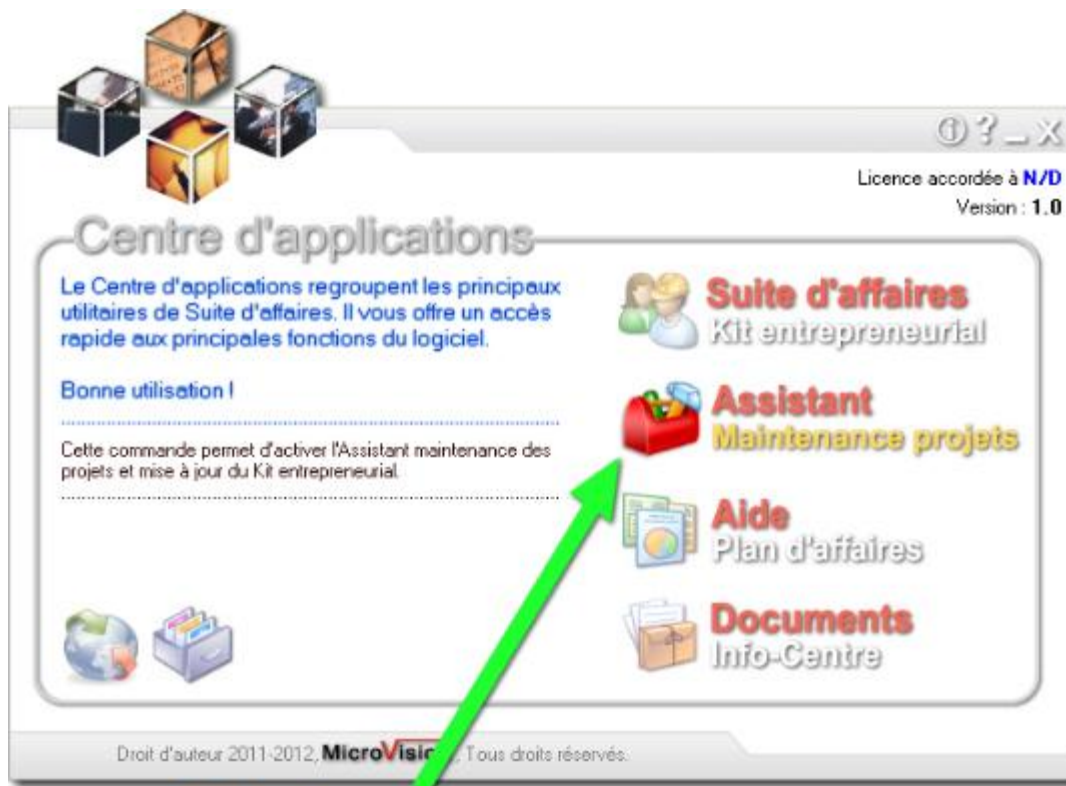 Licence accordée à N/D
Version : 1.0
Centre d'applications
Le Centre d'applications regroupent les principaux
utilitaires de Suite d'affaires. Il vous offre un accès
rapide aux principales fonctions du logiciel.
Bonne utilisation !
Cette commande permet d'activer l'Assistant maintenance des
projets et mise à jour du Kit entrepreneurial.
Suite d'affaires
Kit entrepreneurial
Assistant
Maintenance projets
Aide
Plan d'affaires
Documents
Info-Centre
Droit d'auteur 2011-2012, Tous droits réservés.